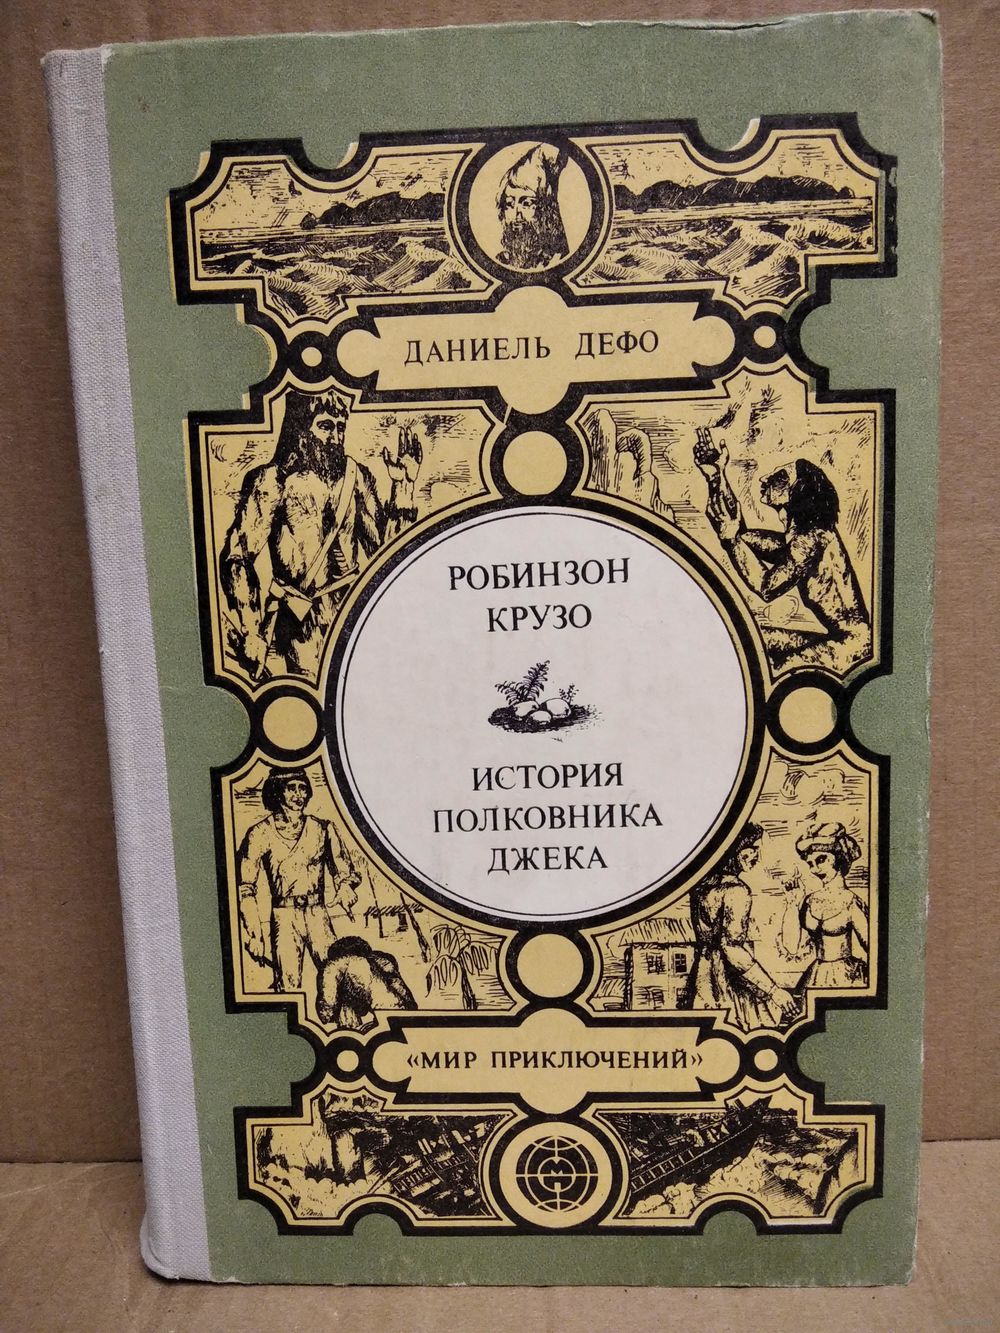 ДАНИЕЛЬ ДЕФО
РОБИНЗОН
КРУЗО
ИСТОРИЯ
ПОЛКОВНИКА
ДЖЕКА
«МИР ПРИКЛЮЧЕНИЙ»
М